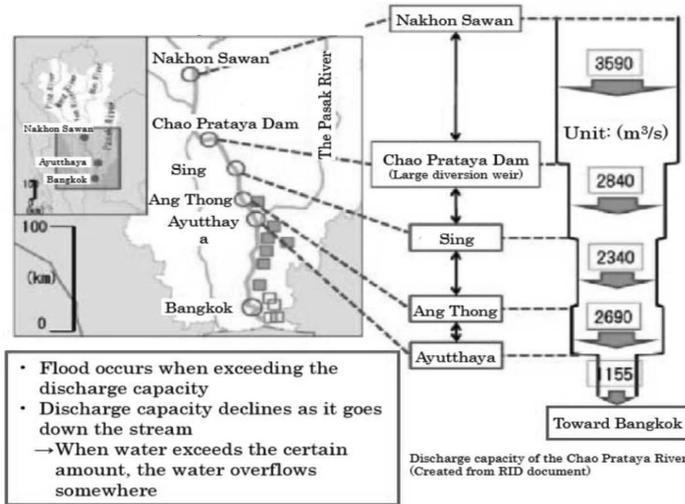 Nakhon Sawan
Chao Prataya Dam
Sing
Ang Thong
Ayutthay
a
Bangkok
The Pasak River
Nakhon Sawan
Ayutthaya
Bangkok
Pasak River
100
(km)
0
Nakhon Sawan
Chao Prataya Dam
(Large diversion weir)
Sing
Ang Thong
Ayutthaya
3590
Unit: (m³/s)
2840
2340
2690
1155
Toward Bangkok
・ Flood occurs when exceeding the
discharge capacity
・ Discharge capacity declines as it goes
down the stream
→When water exceeds the certain
amount, the water overflows
somewhere
Discharge capacity of the Chao Prataya River
(Created from RID document)